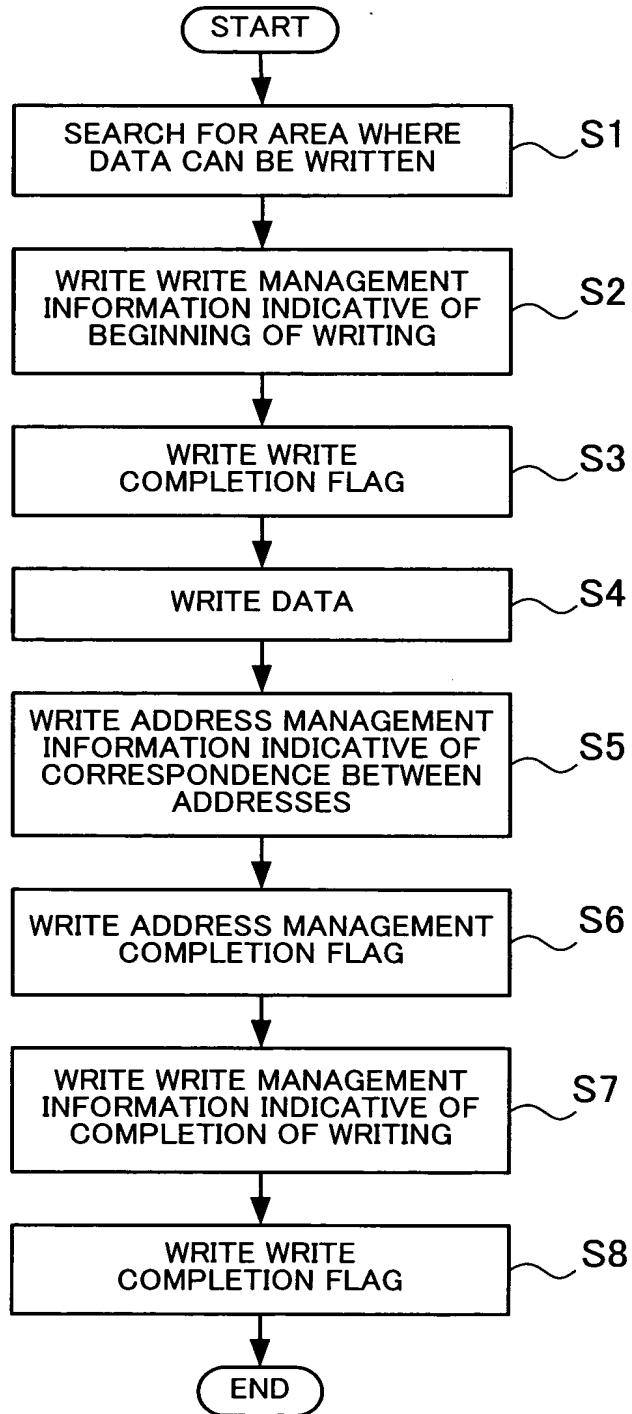 START
SEARCH FOR AREA WHERE
DATA CAN BE WRITTEN
S1
WRITE WRITE MANAGEMENT
INFORMATION INDICATIVE OF
BEGINNING OF WRITING
S2
WRITE WRITE
COMPLETION FLAG
S3
WRITE DATA
S4
WRITE ADDRESS MANAGEMENT
INFORMATION INDICATIVE OF
CORRESPONDENCE BETWEEN
ADDRESSES
S5
WRITE ADDRESS MANAGEMENT
COMPLETION FLAG
S6
WRITE WRITE MANAGEMENT
INFORMATION INDICATIVE OF
COMPLETION OF WRITING
S7
WRITE WRITE
COMPLETION FLAG
S8
END